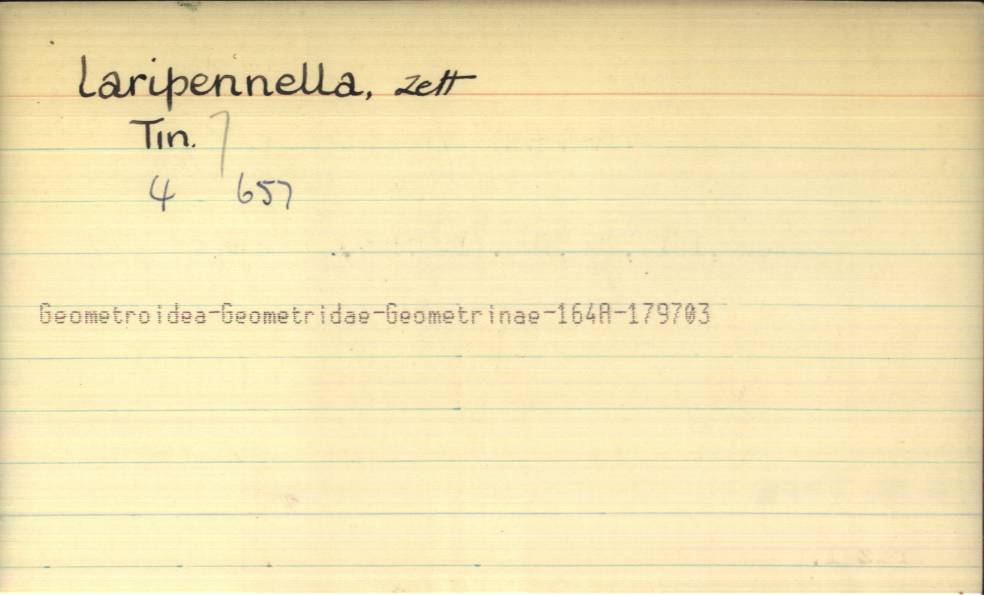 Laripennella, Zett
Tin. 7
4 657
Geometroidea-Geometridae-Geometrinae-164A-179703